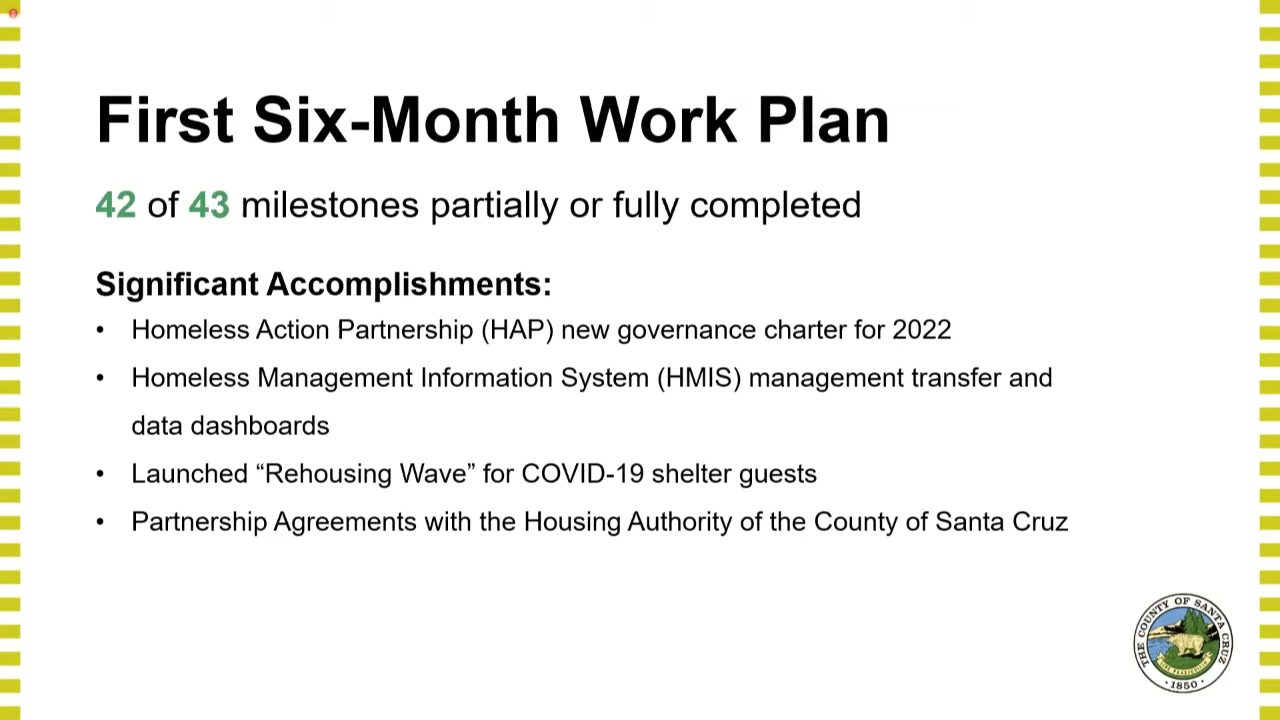 First Six-Month Work Plan
42 of 43 milestones partially or fully completed
Significant Accomplishments:
• Homeless Action Partnership (HAP) new governance charter for 2022
• Homeless Management Information System (HMIS) management transfer and
data dashboards
• Launched “Rehousing Wave” for COVID-19 shelter guests
• Partnership Agreements with the Housing Authority of the County of Santa Cruz
THE COUNTY OF SANTA CRUZ
· 1850 ·